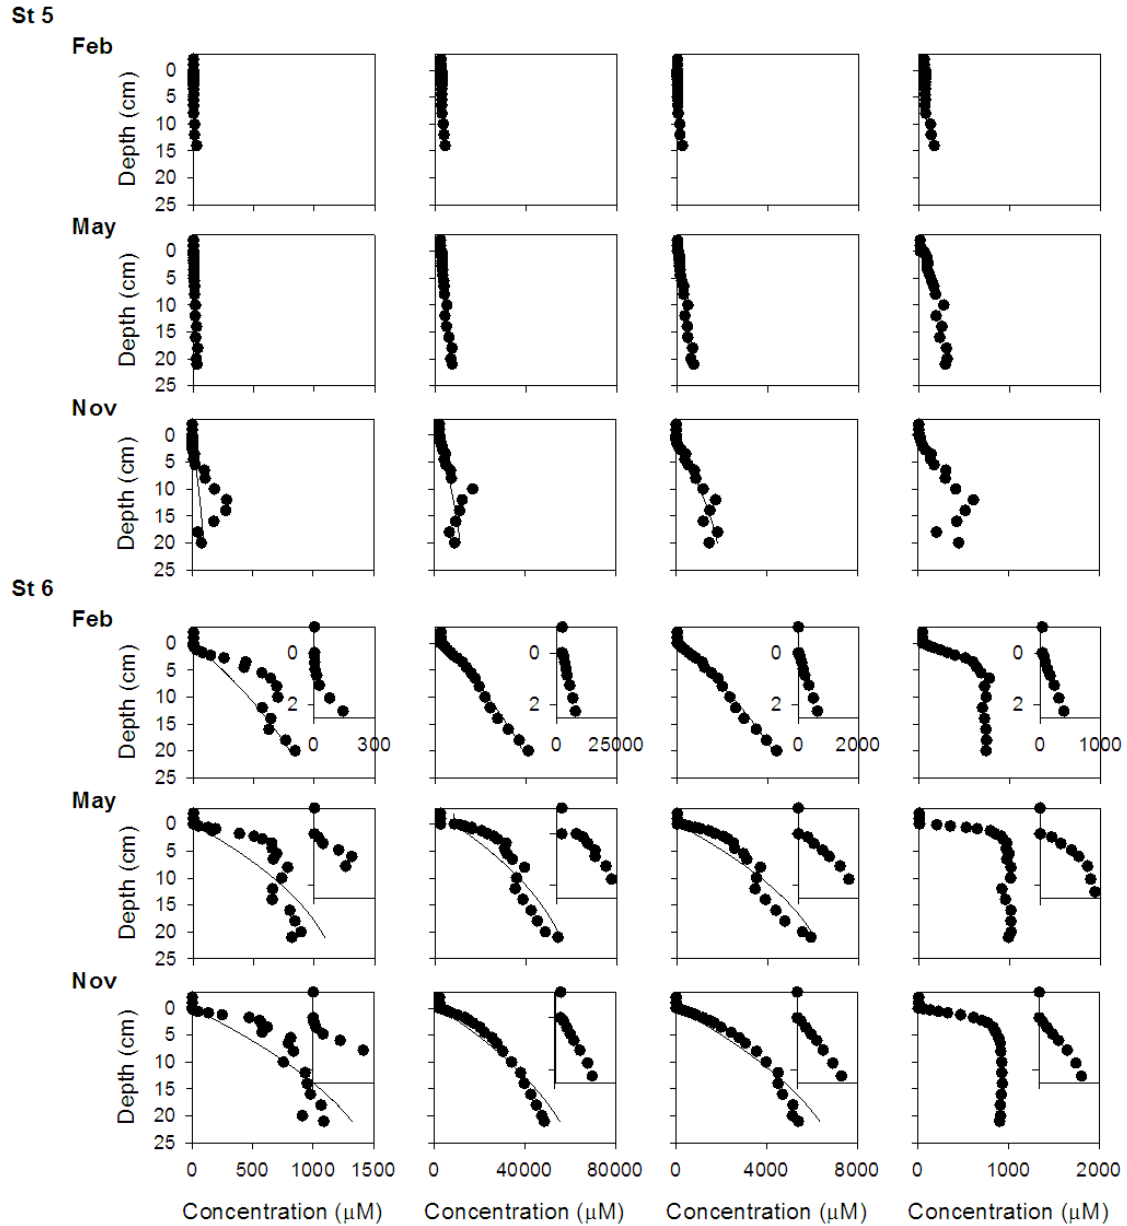 St 5
Feb
Depth (cm)
0
5
10
15
20
25
May
Depth (cm)
0
5
10
15
20
25
Nov
Depth (cm)
0
5
10
15
20
25
St 6
Feb
Depth (cm)
0
5
10
15
20
25
0
2
0 300
0
2
0 25000
0
2
0 2000
0
2
0 1000
May
Depth (cm)
0
5
10
15
20
25
Nov
Depth (cm)
0
5
10
15
20
25
0 500 1000 1500
0 40000 80000
0 4000 8000
0 1000 2000
Concentration (μM)
Concentration (μM)
Concentration (μM)
Concentration (μM)